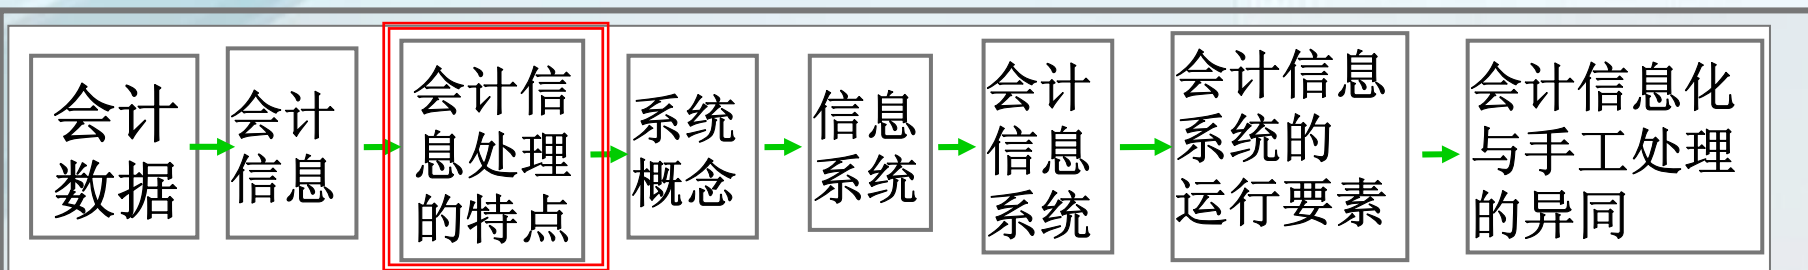 会计
数据
会计
信息
会计信
息处理
的特点
系统
概念
信息
系统
会计
信息
系统
会计信息
系统的
运行要素
会计信息化
与手工处理
的异同